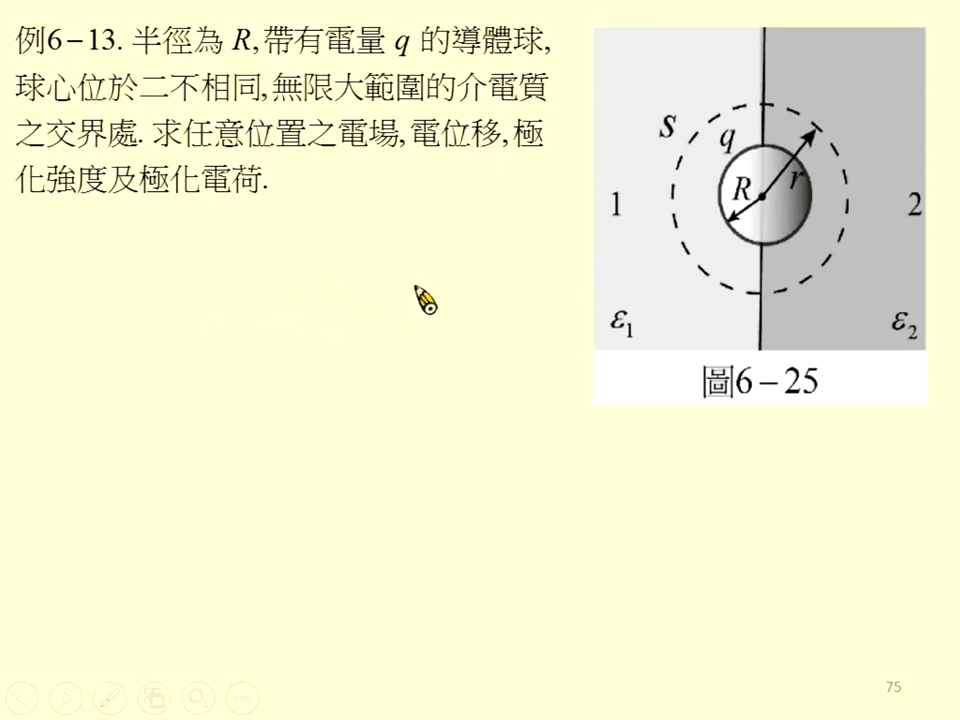 例6－13. 半徑為 R, 帶有電量 q 的導體球,
球心位於二不相同, 無限大範圍的介電質
之交界處. 求任意位置之電場, 電位移, 極
化強度及極化電荷.
S
q
R
r
1
2
ε₁
ε₂
圖6－25
75